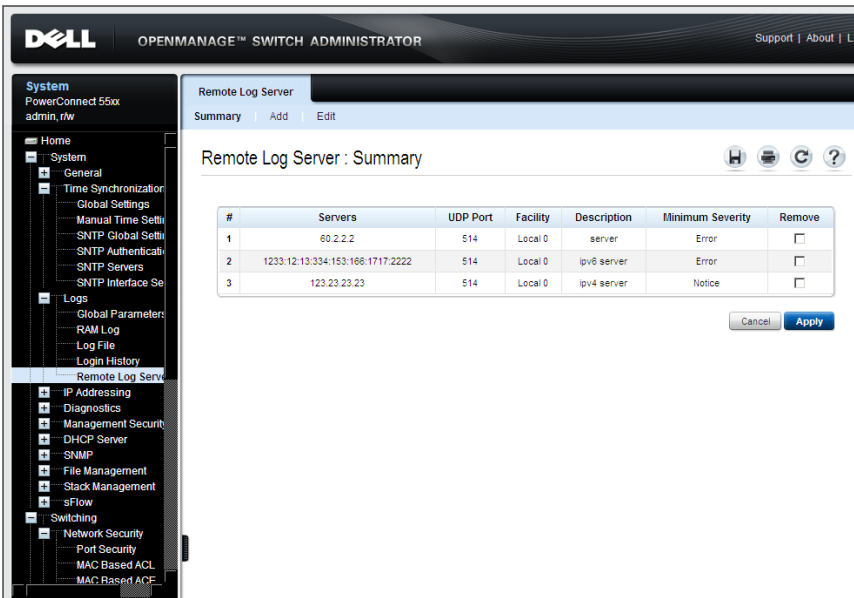 DELL OPENMANAGE™ SWITCH ADMINISTRATOR Support | About | L
System
PowerConnect 55xx
admin, r/w
Home
System
General
Time Synchronization
Global Settings
Manual Time Settin
SNTP Global Settin
SNTP Authenticatio
SNTP Servers
SNTP Interface Se
Logs
Global Parameters
RAM Log
Log File
Login History
Remote Log Serve
IP Addressing
Diagnostics
Management Security
DHCP Server
SNMP
File Management
Stack Management
sFlow
Switching
Network Security
Port Security
MAC Based ACL
MAC Based ACE
Remote Log Server
Summary Add Edit
Remote Log Server : Summary
# Servers UDP Port Facility Description Minimum Severity Remove
1 60.2.2.2 514 Local 0 server Error
2 1233:12:13:334:153:166:1717:2222 514 Local 0 ipv6 server Error
3 123.23.23.23 514 Local 0 ipv4 server Notice
Cancel Apply